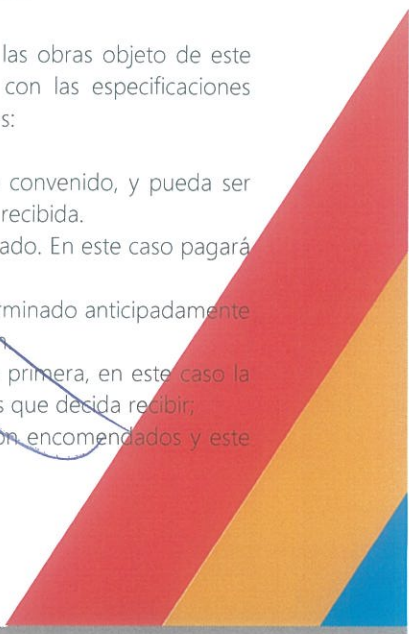 las obras objeto de este
con las especificaciones
s:
convenido, y pueda ser
recibida.
ado. En este caso pagará
rminado anticipadamente
n.
primera, en este caso la
s que decida recibir;
on encomendados y este